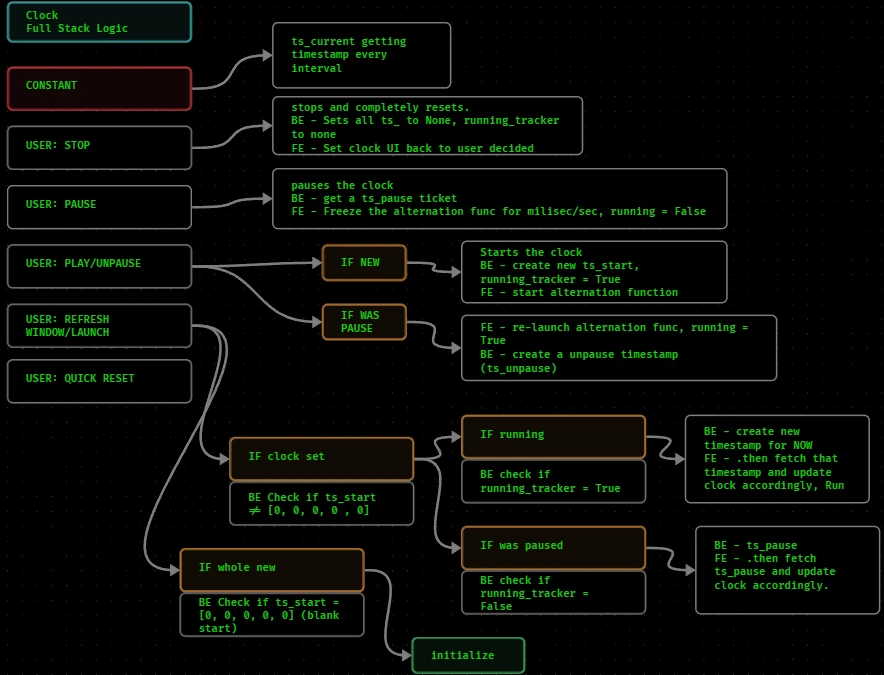 Clock
Full Stack Logic
ts_current getting
timestamp every
interval
CONSTANT
stops and completely resets.
BE - Sets all ts_ to None, running_tracker
to none
FE - Set clock UI back to user decided
USER: STOP
pauses the clock
BE - get a ts_pause ticket
FE - Freeze the alternation func for milisec/sec, running = False
USER: PAUSE
USER: PLAY/UNPAUSE
IF NEW
Starts the clock
BE - create new ts_start,
running_tracker = True
FE - start alternation function
USER: REFRESH
WINDOW/LAUNCH
IF WAS
PAUSE
FE - re-launch alternation func, running =
True
BE - create a unpause timestamp
(ts_unpause)
USER: QUICK RESET
IF clock set
BE Check if ts_start
≠ [0, 0, 0, 0 , 0]
IF running
BE check if
running_tracker = True
BE - create new
timestamp for NOW
FE - .then fetch that
timestamp and update
clock accordingly, Run
IF was paused
BE check if
running_tracker =
False
BE - ts_pause
FE - .then fetch
ts_pause and update
clock accordingly.
IF whole new
BE Check if ts_start =
[0, 0, 0, 0, 0] (blank
start)
initialize